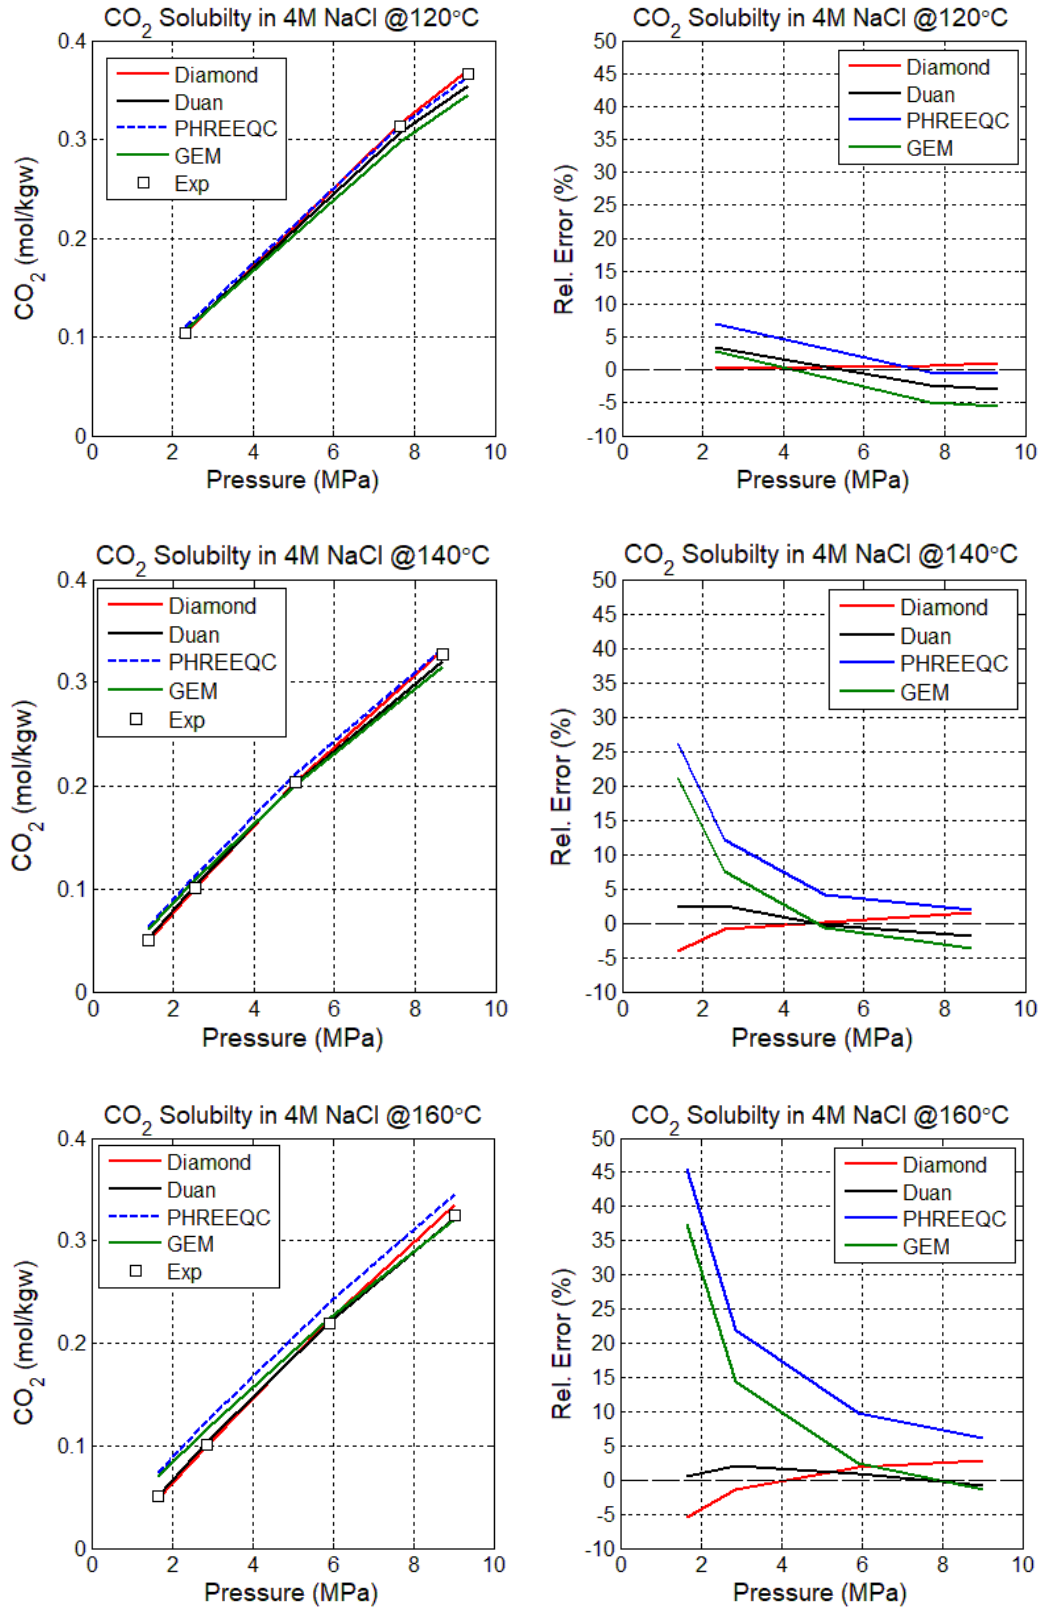 CO2 Solubilty in 4M NaCl @120°C
0.4
0.3
0.2
0.1
0
CO2 (mol/kgw)
Diamond
Duan
PHREEQC
GEM
Exp
0 2 4 6 8 10
Pressure (MPa)
CO2 Solubilty in 4M NaCl @120°C
50
45
40
35
30
25
20
15
10
5
0
-5
-10
Rel. Error (%)
Diamond
Duan
PHREEQC
GEM
0 2 4 6 8 10
Pressure (MPa)
CO2 Solubilty in 4M NaCl @140°C
0.4
0.3
0.2
0.1
0
CO2 (mol/kgw)
Diamond
Duan
PHREEQC
GEM
Exp
0 2 4 6 8 10
Pressure (MPa)
CO2 Solubilty in 4M NaCl @140°C
50
45
40
35
30
25
20
15
10
5
0
-5
-10
Rel. Error (%)
Diamond
Duan
PHREEQC
GEM
0 2 4 6 8 10
Pressure (MPa)
CO2 Solubilty in 4M NaCl @160°C
0.4
0.3
0.2
0.1
0
CO2 (mol/kgw)
Diamond
Duan
PHREEQC
GEM
Exp
0 2 4 6 8 10
Pressure (MPa)
CO2 Solubilty in 4M NaCl @160°C
50
45
40
35
30
25
20
15
10
5
0
-5
-10
Rel. Error (%)
Diamond
Duan
PHREEQC
GEM
0 2 4 6 8 10
Pressure (MPa)